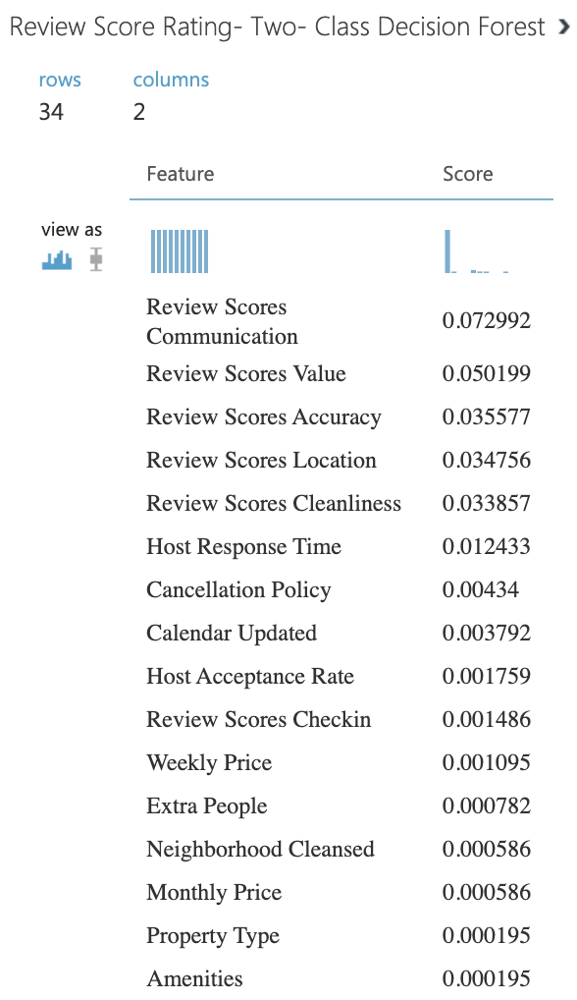 Review Score Rating- Two- Class Decision Forest
rows columns
34 2
Feature Score
view as
Review Scores
Communication 0.072992
Review Scores Value 0.050199
Review Scores Accuracy 0.035577
Review Scores Location 0.034756
Review Scores Cleanliness 0.033857
Host Response Time 0.012433
Cancellation Policy 0.00434
Calendar Updated 0.003792
Host Acceptance Rate 0.001759
Review Scores Checkin 0.001486
Weekly Price 0.001095
Extra People 0.000782
Neighborhood Cleansed 0.000586
Monthly Price 0.000586
Property Type 0.000195
Amenities 0.000195